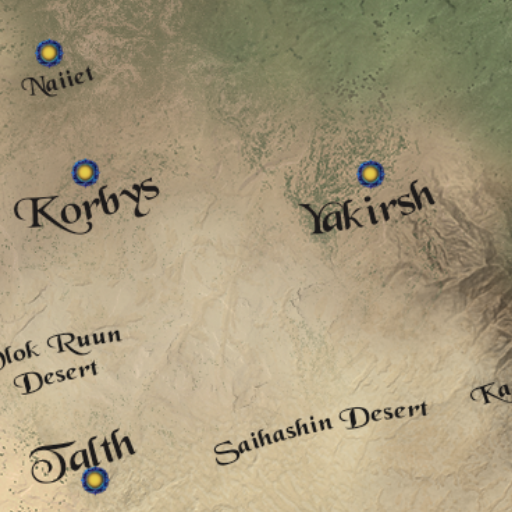 Naiiet
Korbys
Yakirsh
Ruun
Desert
Saihashin Desert
Talth